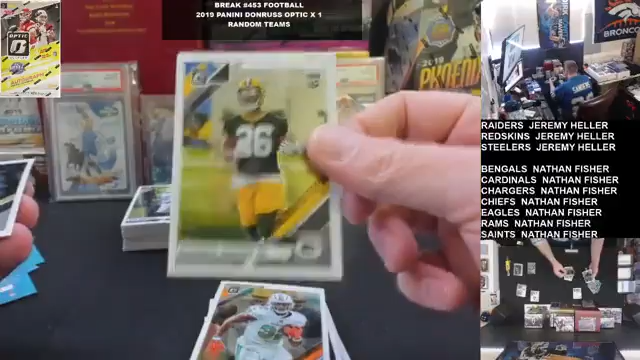 BREAK #453 FOOTBALL
2019 PANINI DONRUSS OPTIC X 1
RANDOM TEAMS
OPTIC
2019
PHOENIX
26
BRONCOS
SANDERS
RAIDERS JEREMY HELLER
REDSKINS JEREMY HELLER
STEELERS JEREMY HELLER
BENGALS NATHAN FISHER
CARDINALS NATHAN FISHER
CHARGERS NATHAN FISHER
CHIEFS NATHAN FISHER
EAGLES NATHAN FISHER
RAMS NATHAN FISHER
SAINTS NATHAN FISHER